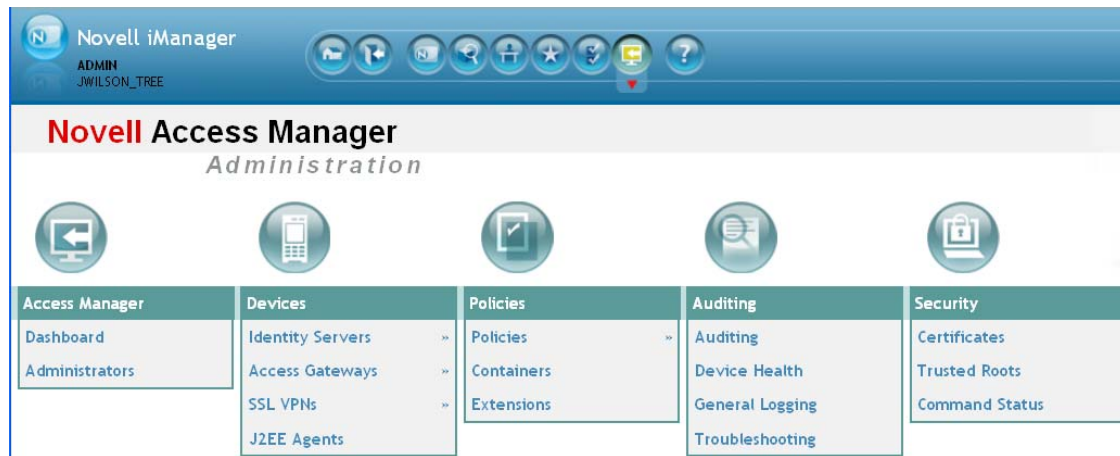 Novell iManager
ADMIN
JWILSON_TREE
Novell Access Manager
Administration
Access Manager
Dashboard
Administrators
Devices
Identity Servers »
Access Gateways »
SSL VPNs »
J2EE Agents
Policies
Policies »
Containers
Extensions
Auditing
Auditing
Device Health
General Logging
Troubleshooting
Security
Certificates
Trusted Roots
Command Status